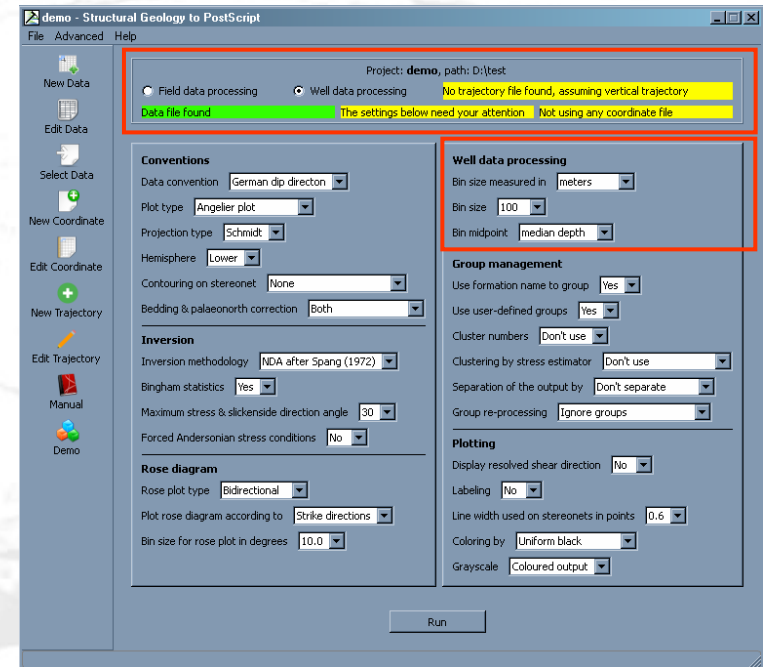 demo - Structural Geology to PostScript
File Advanced Help
New Data
Edit Data
Select Data
New Coordinate
Edit Coordinate
New Trajectory
Edit Trajectory
Manual
Demo
Project: demo, path: D:\test
Field data processing Well data processing No trajectory file found, assuming vertical trajectory
Data file found The settings below need your attention Not using any coordinate file
Conventions
Data convention German dip directon
Plot type Angelier plot
Projection type Schmidt
Hemisphere Lower
Contouring on stereonet None
Bedding & palaeonorth correction Both
Inversion
Inversion methodology NDA after Spang (1972)
Bingham statistics Yes
Maximum stress & slickenside direction angle 30
Forced Andersonian stress conditions No
Rose diagram
Rose plot type Bidirectional
Plot rose diagram according to Strike directions
Bin size for rose plot in degrees 10.0
Well data processing
Bin size measured in meters
Bin size 100
Bin midpoint median depth
Group management
Use formation name to group Yes
Use user-defined groups Yes
Cluster numbers Don't use
Clustering by stress estimator Don't use
Separation of the output by Don't separate
Group re-processing Ignore groups
Plotting
Display resolved shear direction No
Labeling No
Line width used on stereonets in points 0.6
Coloring by Uniform black
Grayscale Coloured output
Run